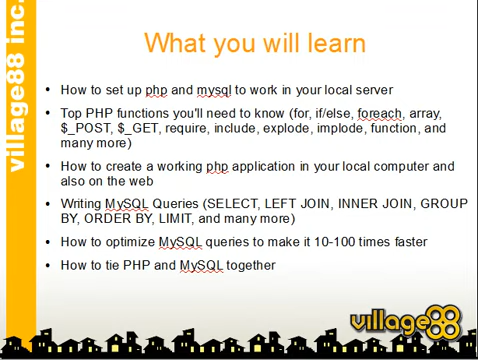 village88 inc.
What you will learn
• How to set up php and mysql to work in your local server
• Top PHP functions you'll need to know (for, if/else, foreach, array,
$_POST, $_GET, require, include, explode, implode, function, and
many more)
• How to create a working php application in your local computer and
also on the web
• Writing MySQL Queries (SELECT, LEFT JOIN, INNER JOIN, GROUP
BY, ORDER BY, LIMIT, and many more)
• How to optimize MySQL queries to make it 10-100 times faster
• How to tie PHP and MySQL together
village88